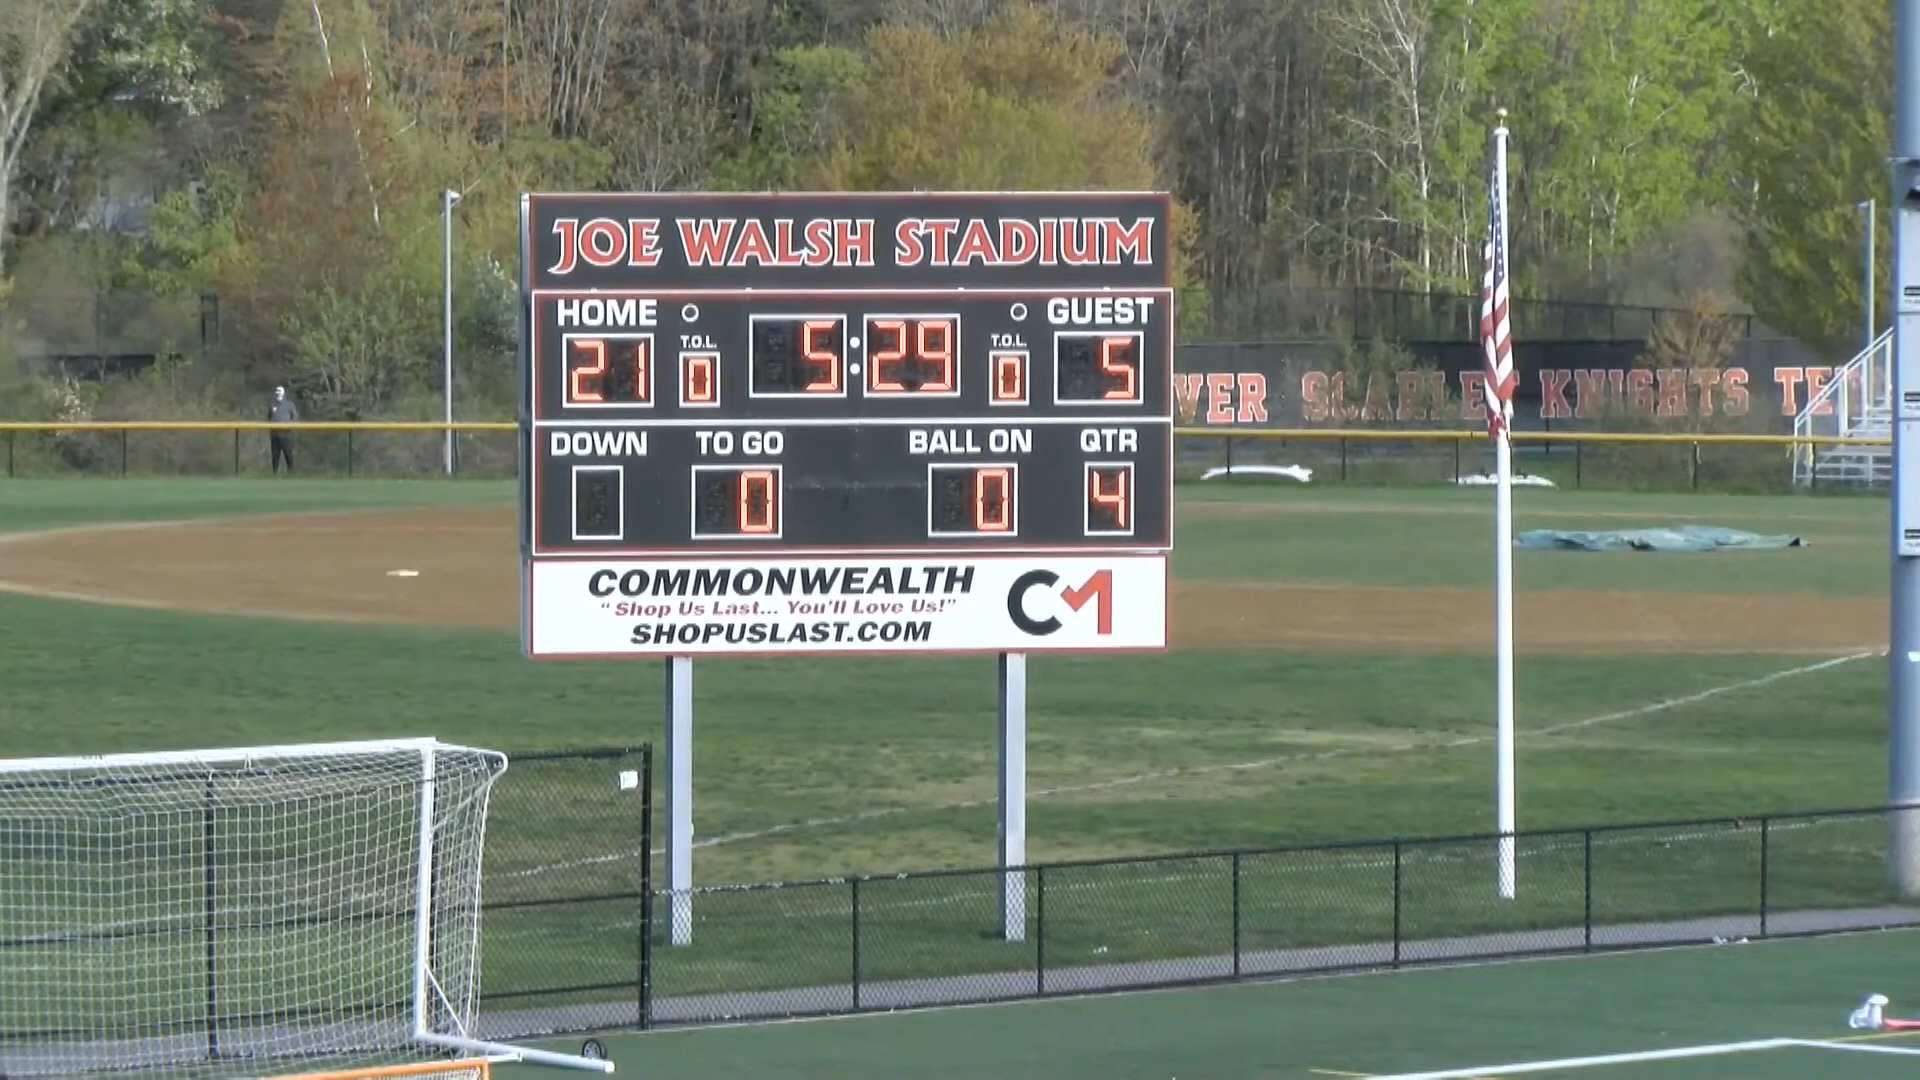 JOE WALSH STADIUM
HOME T.O.L. 5:29 T.O.L. GUEST
21 0 0 5
DOWN TO GO BALL ON QTR
0 0 4
COMMONWEALTH
"Shop Us Last... You'll Love Us!"
SHOPUSLAST.COM
CM
SCARLET KNIGHTS